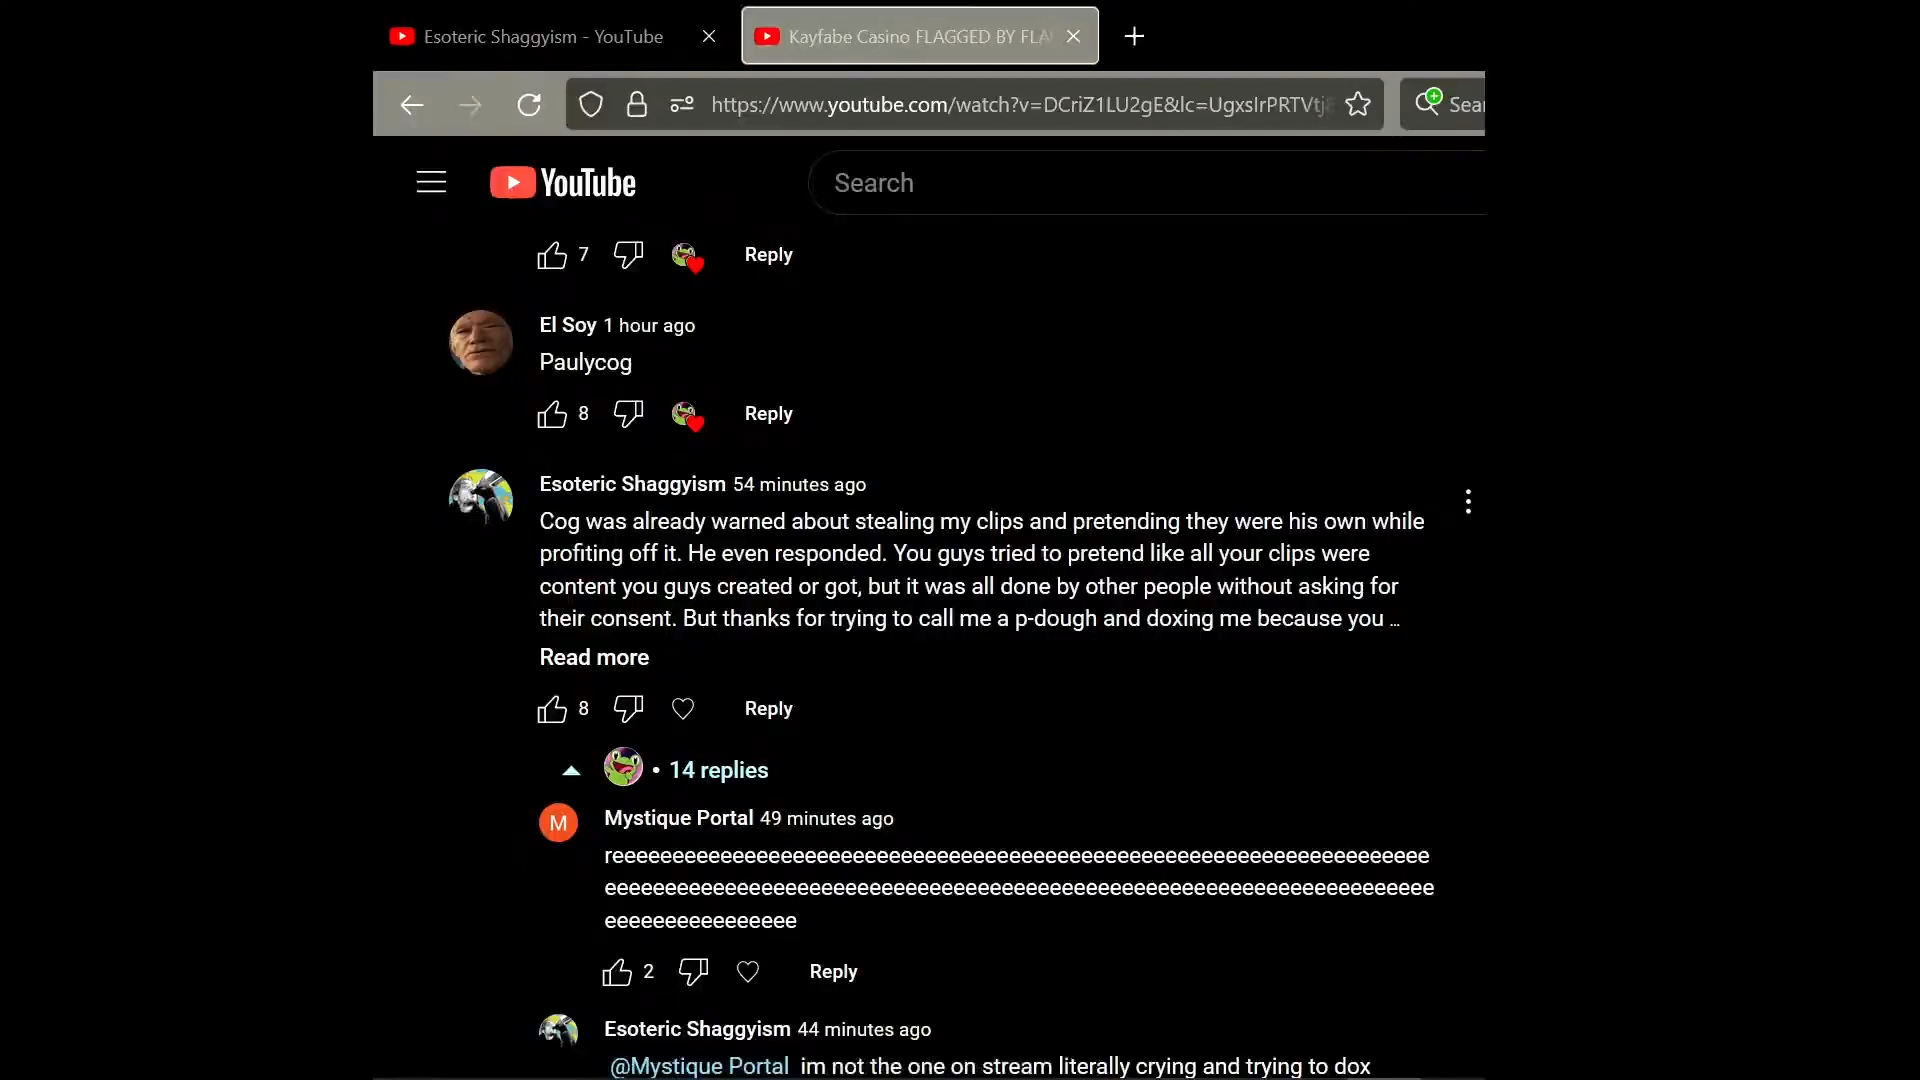 Esoteric Shaggyism - YouTube
Kayfabe Casino FLAGGED BY FLA
https://www.youtube.com/watch?v=DCriZ1LU2gE&lc=UgxsIrPRTVtj
Sea
YouTube
Search
7 Reply
El Soy 1 hour ago
Paulycog
8 Reply
Esoteric Shaggyism 54 minutes ago
Cog was already warned about stealing my clips and pretending they were his own while
profiting off it. He even responded. You guys tried to pretend like all your clips were
content you guys created or got, but it was all done by other people without asking for
their consent. But thanks for trying to call me a p-dough and doxing me because you ...
Read more
8 Reply
• 14 replies
M
Mystique Portal 49 minutes ago
reeeeeeeeeeeeeeeeeeeeeeeeeeeeeeeeeeeeeeeeeeeeeeeeeeeeeeeeeeeeeeeeeeee
eeeeeeeeeeeeeeeeeeeeeeeeeeeeeeeeeeeeeeeeeeeeeeeeeeeeeeeeeeeeeeeeeeeee
eeeeeeeeeeeeeeee
2 Reply
Esoteric Shaggyism 44 minutes ago
@Mystique Portal im not the one on stream literally crying and trying to dox